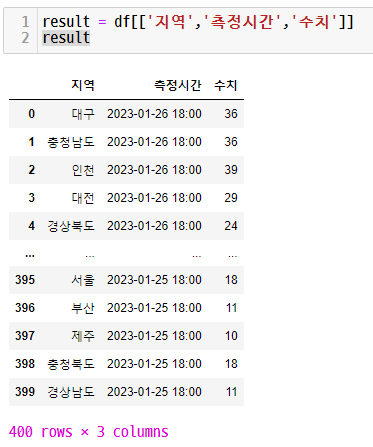 1 result = df[['지역','측정시간','수치']]
2 result
지역 측정시간 수치
0 대구 2023-01-26 18:00 36
1 충청남도 2023-01-26 18:00 36
2 인천 2023-01-26 18:00 39
3 대전 2023-01-26 18:00 29
4 경상북도 2023-01-26 18:00 24
... ... ... ...
395 서울 2023-01-25 18:00 18
396 부산 2023-01-25 18:00 11
397 제주 2023-01-25 18:00 10
398 충청북도 2023-01-25 18:00 18
399 경상남도 2023-01-25 18:00 11
400 rows × 3 columns